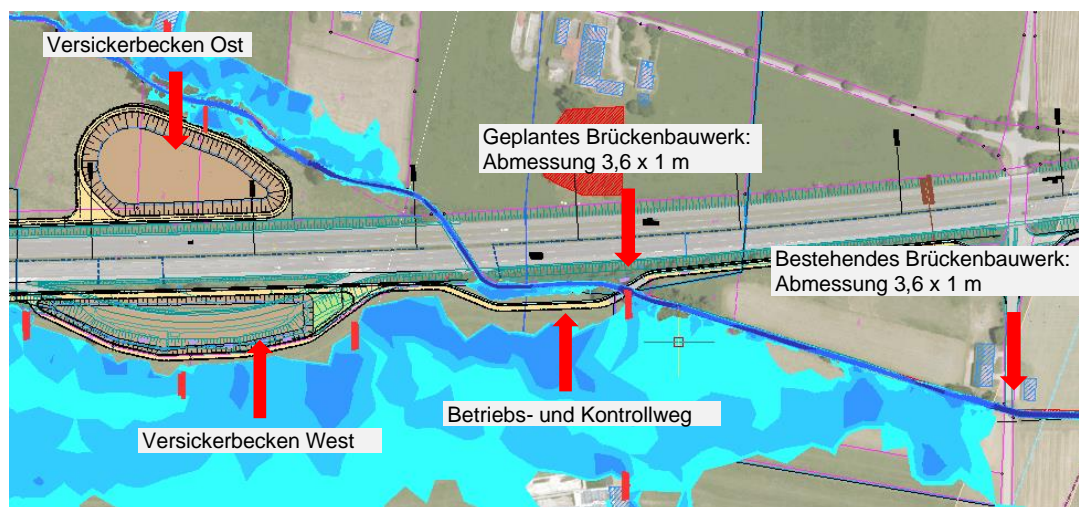 Versickerbecken Ost
Geplantes Brückenbauwerk:
Abmessung 3,6 x 1 m
Bestehendes Brückenbauwerk:
Abmessung 3,6 x 1 m
Betriebs- und Kontrollweg
Versickerbecken West